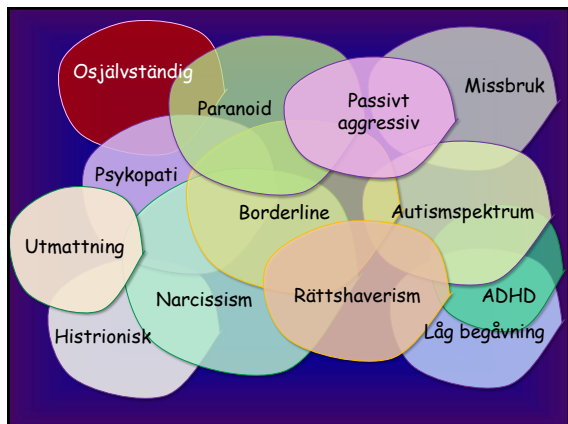 Osjälvständig
Paranoid
Passivt
aggressiv
Missbruk
Psykopati
Borderline
Autismspektrum
Utmattning
Narcissism
Rättshaverism
ADHD
Histrionisk
Låg begåvning